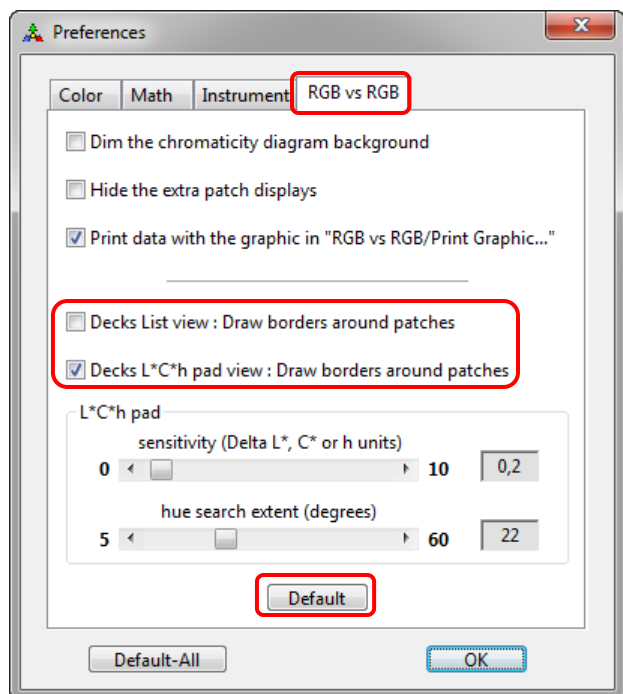 Preferences
Color Math Instrument RGB vs RGB
Dim the chromaticity diagram background
Hide the extra patch displays
Print data with the graphic in "RGB vs RGB/Print Graphic..."
Decks List view : Draw borders around patches
Decks L*C*h pad view : Draw borders around patches
L*C*h pad
sensitivity (Delta L*, C* or h units)
0 10 0,2
hue search extent (degrees)
5 60 22
Default
Default-All OK